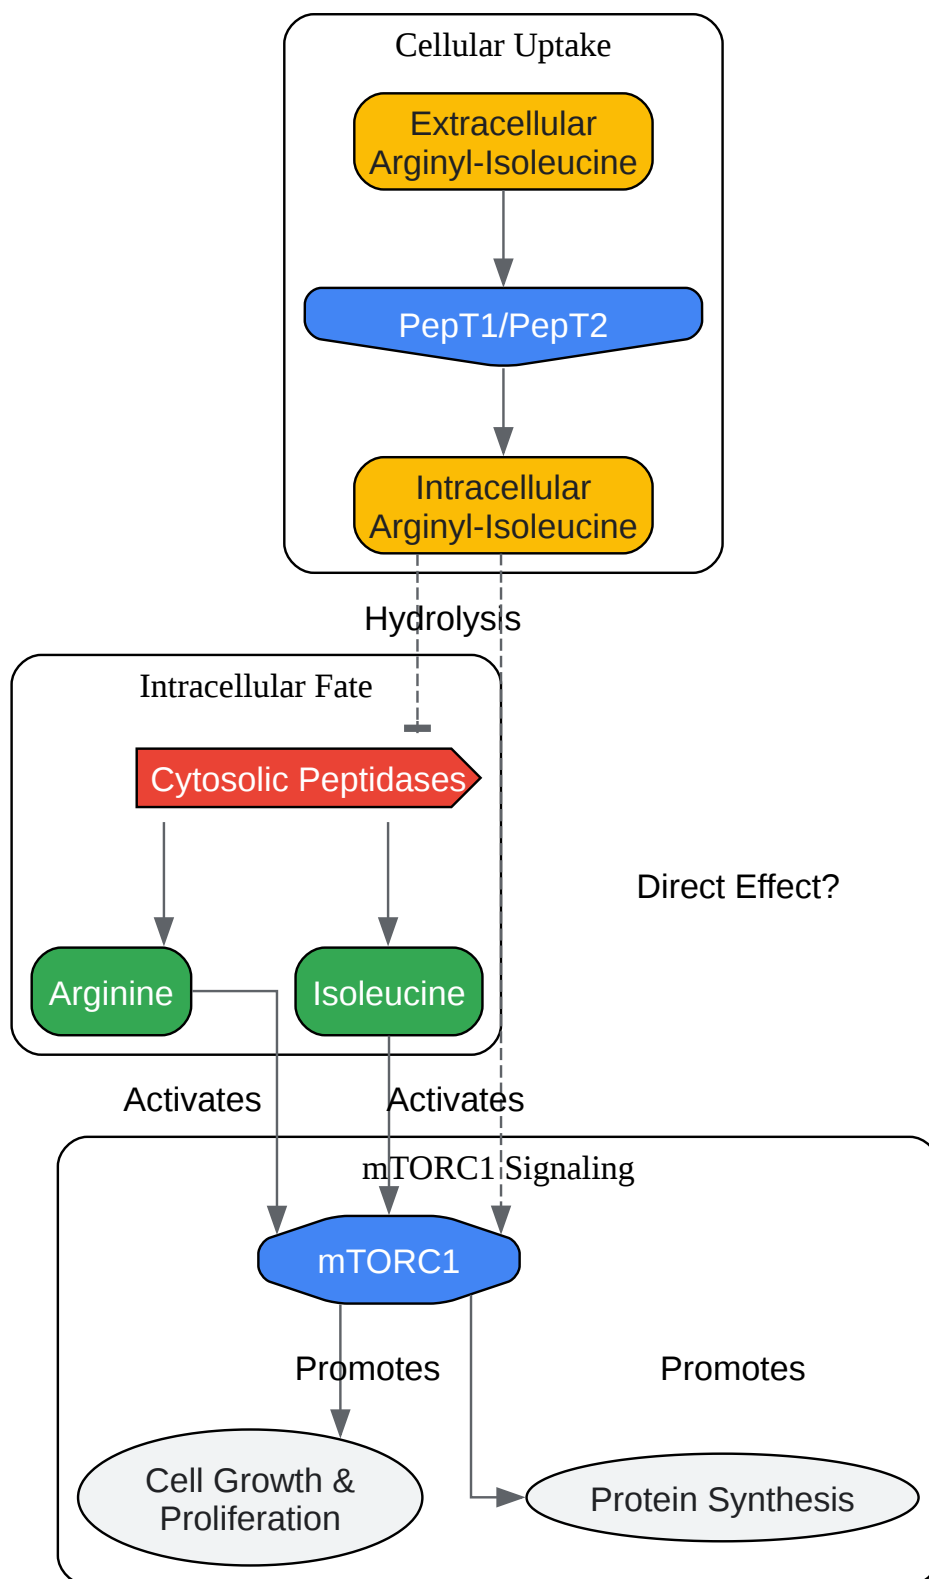 Cellular Uptake
Extracellular
Arginyl-Isoleucine
PepT1/PepT2
Intracellular
Arginyl-Isoleucine
Hydrolysis
Intracellular Fate
Cytosolic Peptidases
Direct Effect?
Arginine
Isoleucine
Activates
Activates
mTORC1 Signaling
mTORC1
Promotes
Promotes
Cell Growth &
Proliferation
Protein Synthesis